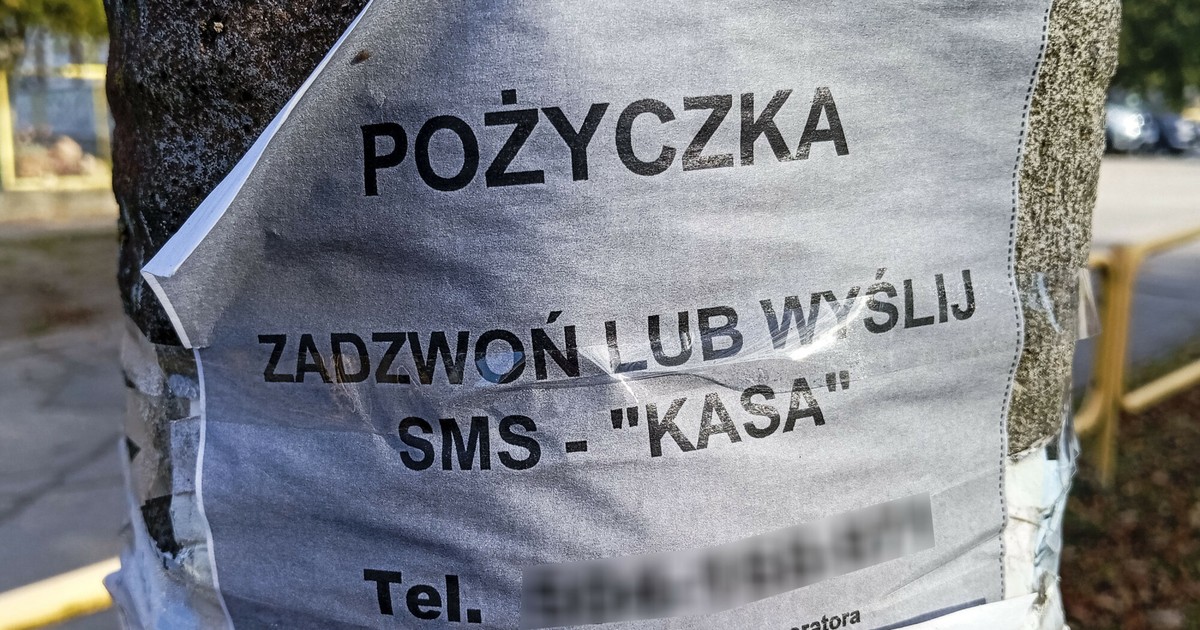 POŻYCZKA
ZADZWOŃ LUB WYŚLIJ
SMS - "KASA"
Tel.